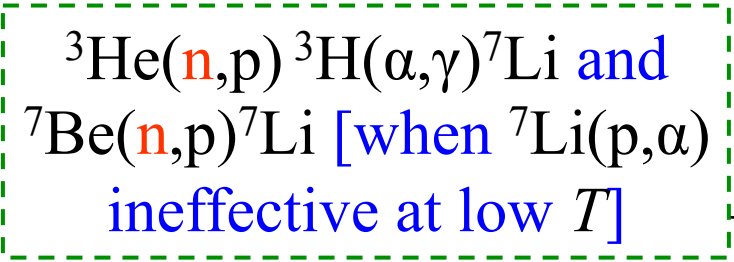 ³He(n,p) ³H(α,γ)⁷Li and
⁷Be(n,p)⁷Li [when ⁷Li(p,α)
ineffective at low T]